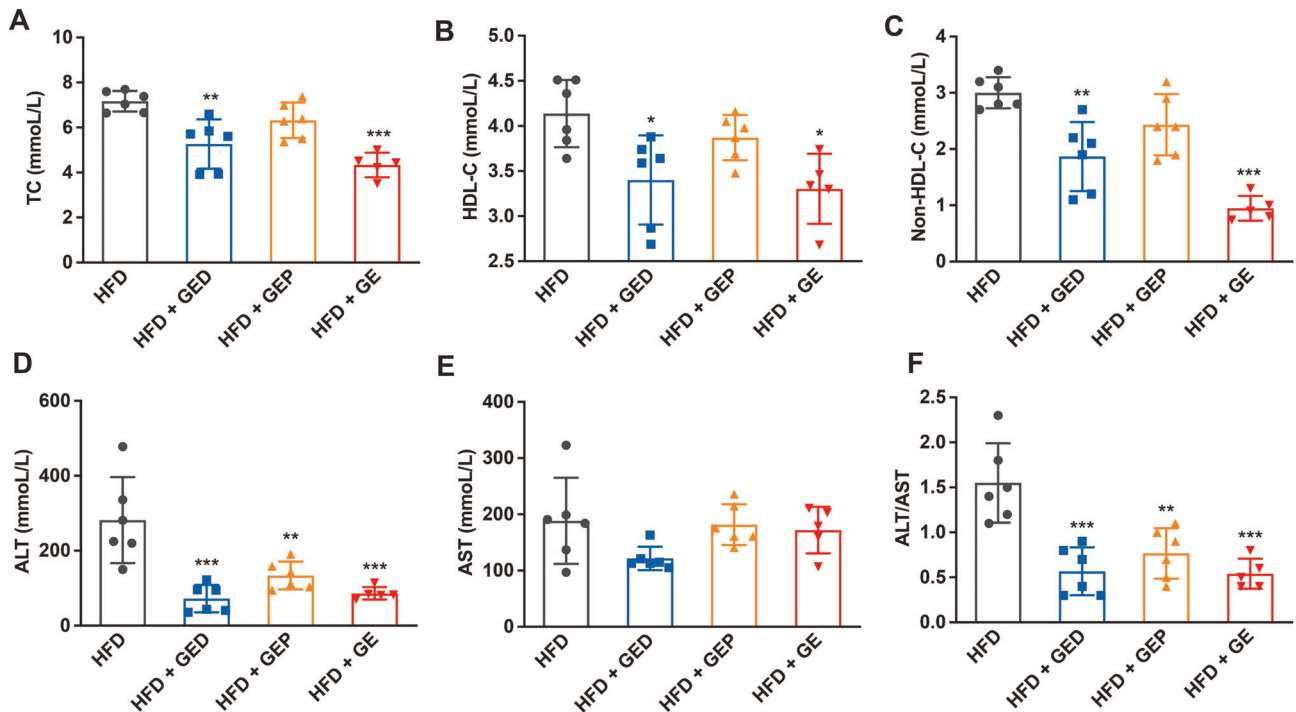 A
TC (mmoL/L)
10
8
6
4
2
0
**
***
HFD
HFD + GED
HFD + GEP
HFD + GE
B
HDL-C (mmoL/L)
5.0
4.5
4.0
3.5
3.0
2.5
*
*
HFD
HFD + GED
HFD + GEP
HFD + GE
C
Non-HDL-C (mmoL/L)
4
3
2
1
0
**
***
HFD
HFD + GED
HFD + GEP
HFD + GE
D
ALT (mmoL/L)
600
400
200
0
***
**
***
HFD
HFD + GED
HFD + GEP
HFD + GE
E
AST (mmoL/L)
400
300
200
100
0
HFD
HFD + GED
HFD + GEP
HFD + GE
F
ALT/AST
2.5
2.0
1.5
1.0
0.5
0.0
***
**
***
HFD
HFD + GED
HFD + GEP
HFD + GE